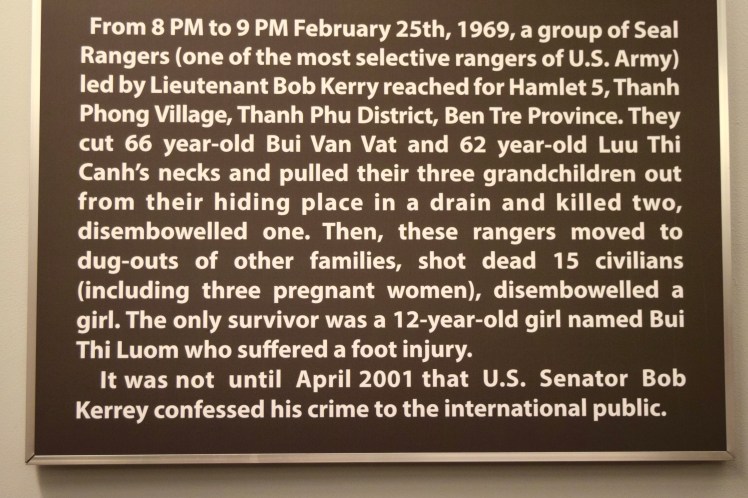 From 8 PM to 9 PM February 25th, 1969, a group of Seal
Rangers (one of the most selective rangers of U.S. Army)
led by Lieutenant Bob Kerry reached for Hamlet 5, Thanh
Phong Village, Thanh Phu District, Ben Tre Province. They
cut 66 year-old Bui Van Vat and 62 year-old Luu Thi
Canh’s necks and pulled their three grandchildren out
from their hiding place in a drain and killed two,
disembowelled one. Then, these rangers moved to
dug-outs of other families, shot dead 15 civilians
(including three pregnant women), disembowelled a
girl. The only survivor was a 12-year-old girl named Bui
Thi Luom who suffered a foot injury.
It was not until April 2001 that U.S. Senator Bob
Kerrey confessed his crime to the international public.